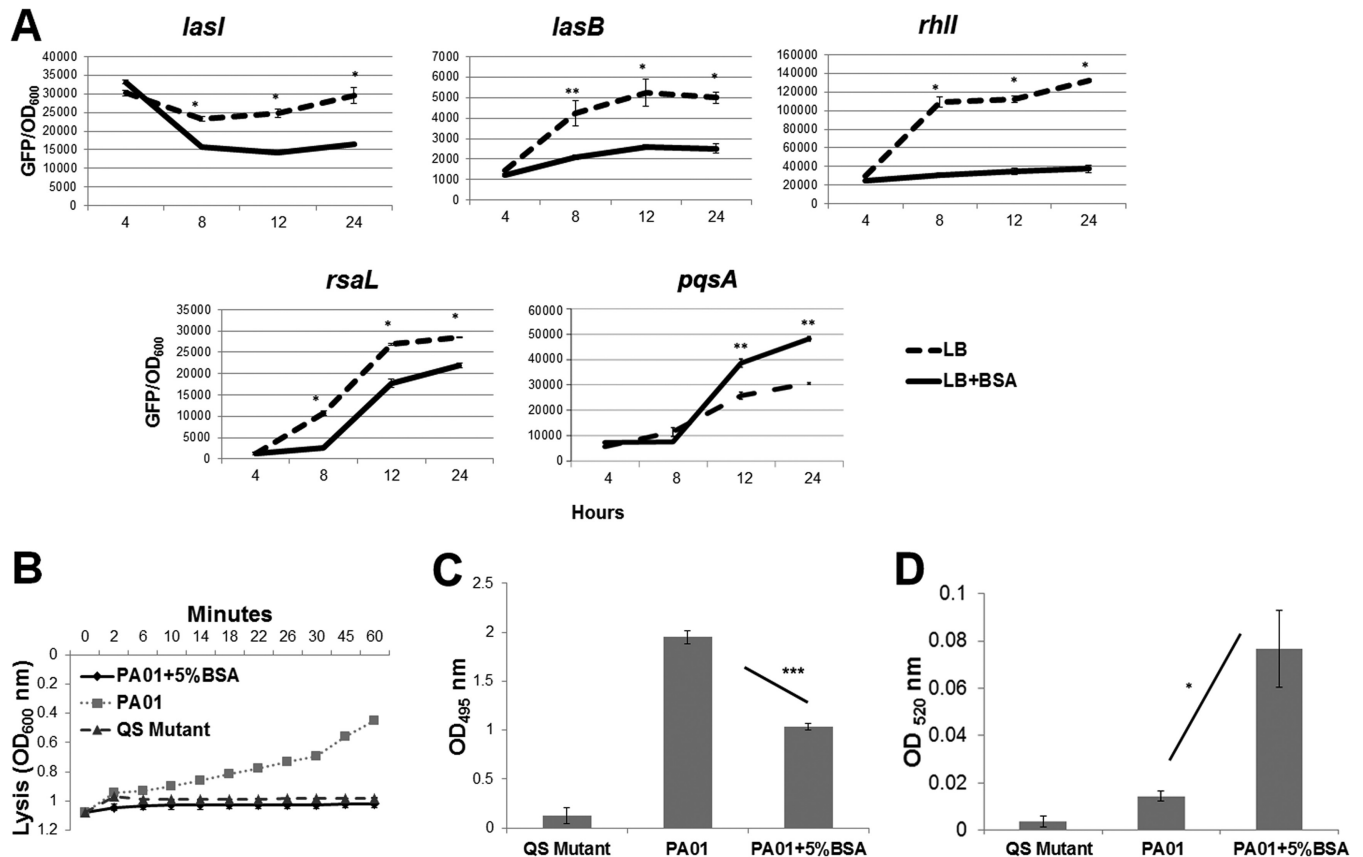 A
lasI
lasB
rhlI
GFP/OD600
40000
35000
30000
25000
20000
15000
10000
5000
0
4 8 12 24
* * *
7000
6000
5000
4000
3000
2000
1000
0
4 8 12 24
** * *
160000
140000
120000
100000
80000
60000
40000
20000
0
4 8 12 24
* * *
rsaL
pqsA
GFP/OD600
35000
30000
25000
20000
15000
10000
5000
0
4 8 12 24
* * *
60000
50000
40000
30000
20000
10000
0
4 8 12 24
** **
LB
LB+BSA
Hours
B
Minutes
0 2 6 10 14 18 22 26 30 45 60
Lysis (OD600 nm)
0
0.2
0.4
0.6
0.8
1
1.2
PA01+5%BSA
PA01
QS Mutant
C
OD495 nm
2.5
2
1.5
1
0.5
0
***
QS Mutant PA01 PA01+5%BSA
D
OD 520 nm
0.1
0.08
0.06
0.04
0.02
0
*
QS Mutant PA01 PA01+5%BSA